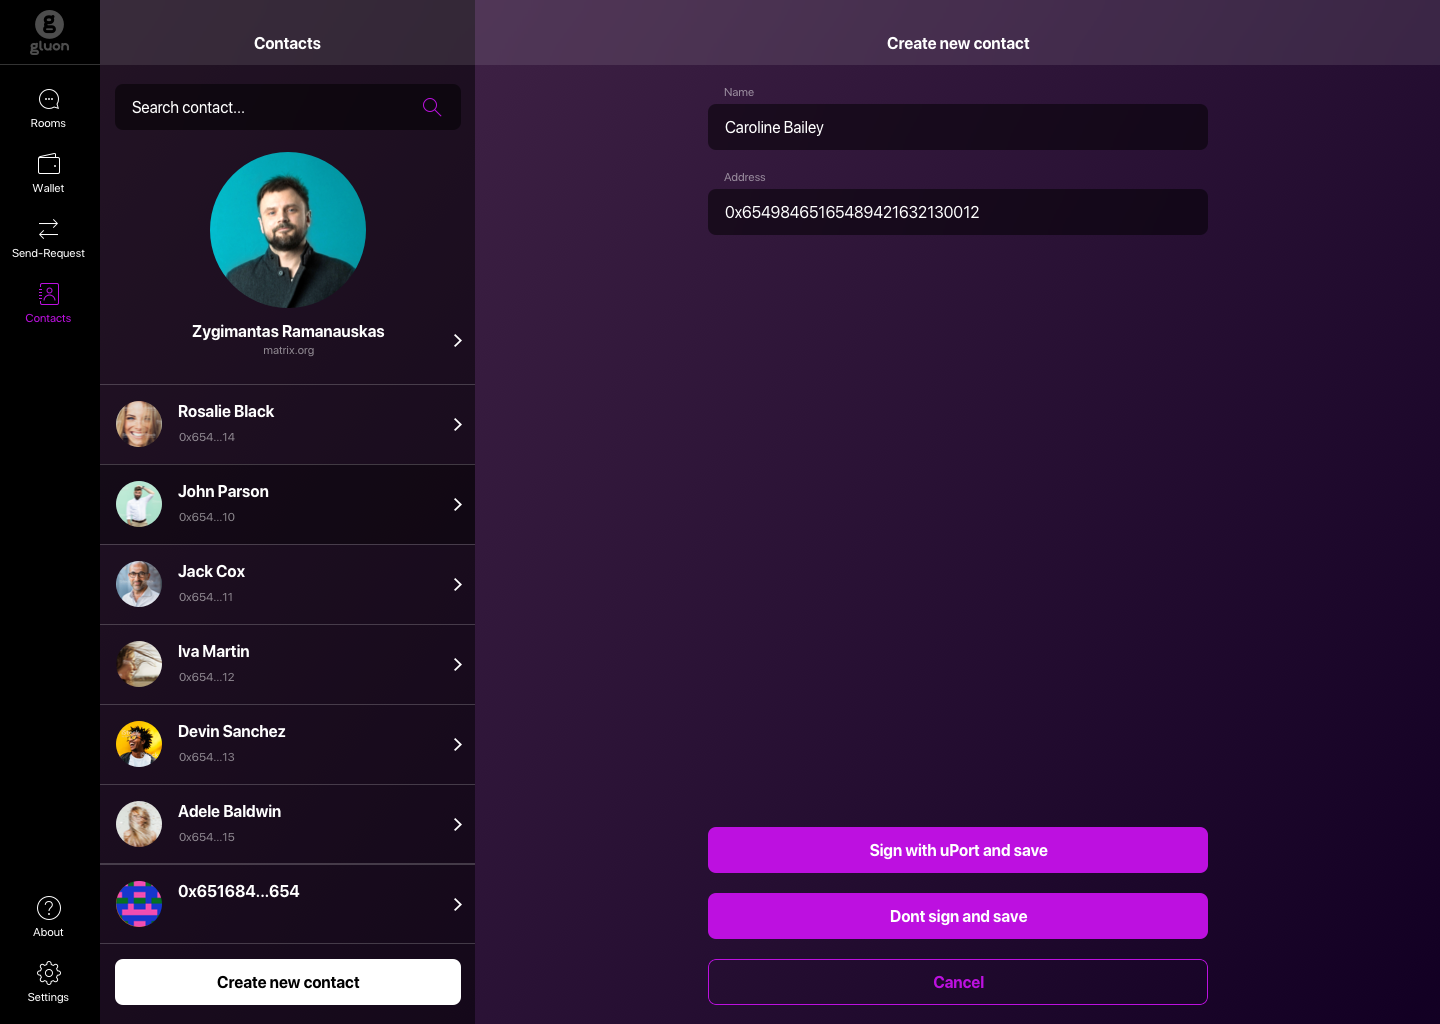 gluon
Rooms
Wallet
Send-Request
Contacts
About
Settings
Contacts
Search contact...
Zygimantas Ramanauskas
matrix.org
Rosalie Black
0x654...14
John Parson
0x654...10
Jack Cox
0x654...11
Iva Martin
0x654...12
Devin Sanchez
0x654...13
Adele Baldwin
0x654...15
0x651684...654
Create new contact
Create new contact
Name
Caroline Bailey
Address
0x65498465165489421632130012
Sign with uPort and save
Dont sign and save
Cancel